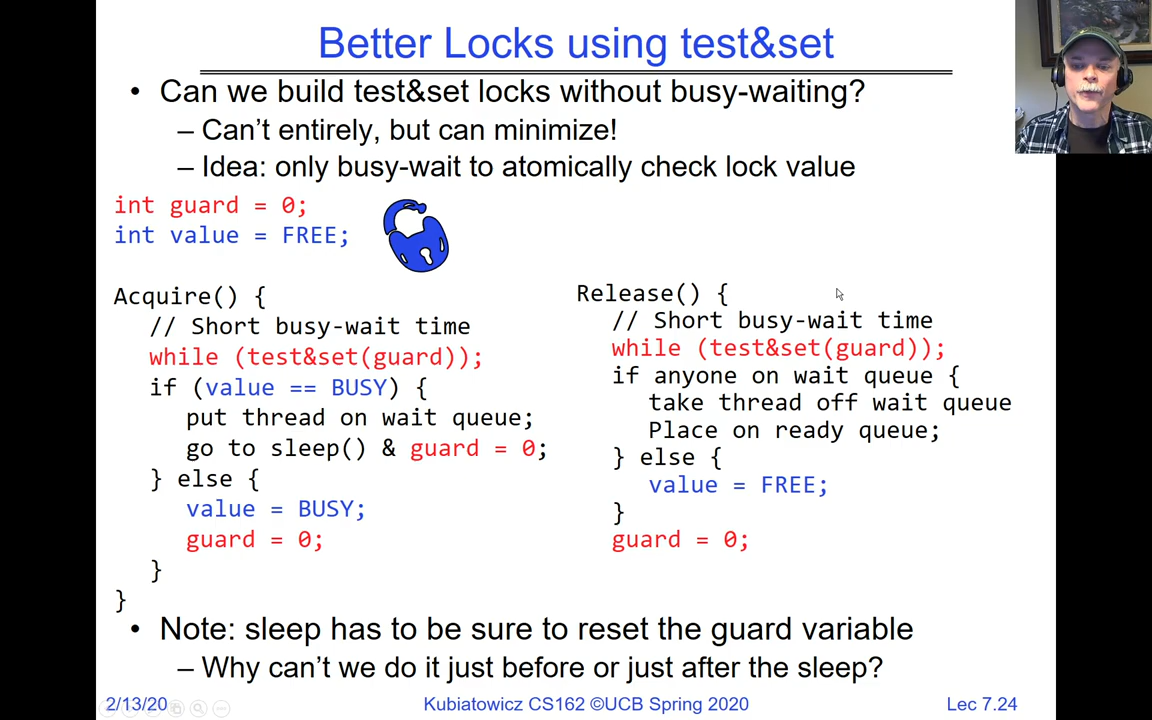 Better Locks using test&set
• Can we build test&set locks without busy-waiting?
– Can't entirely, but can minimize!
– Idea: only busy-wait to atomically check lock value
int guard = 0;
int value = FREE;
Acquire() {
// Short busy-wait time
while (test&set(guard));
if (value == BUSY) {
put thread on wait queue;
go to sleep() & guard = 0;
} else {
value = BUSY;
guard = 0;
}
}
Release() {
// Short busy-wait time
while (test&set(guard));
if anyone on wait queue {
take thread off wait queue
Place on ready queue;
} else {
value = FREE;
}
guard = 0;
• Note: sleep has to be sure to reset the guard variable
– Why can't we do it just before or just after the sleep?
2/13/20 Kubiatowicz CS162 ©UCB Spring 2020 Lec 7.24